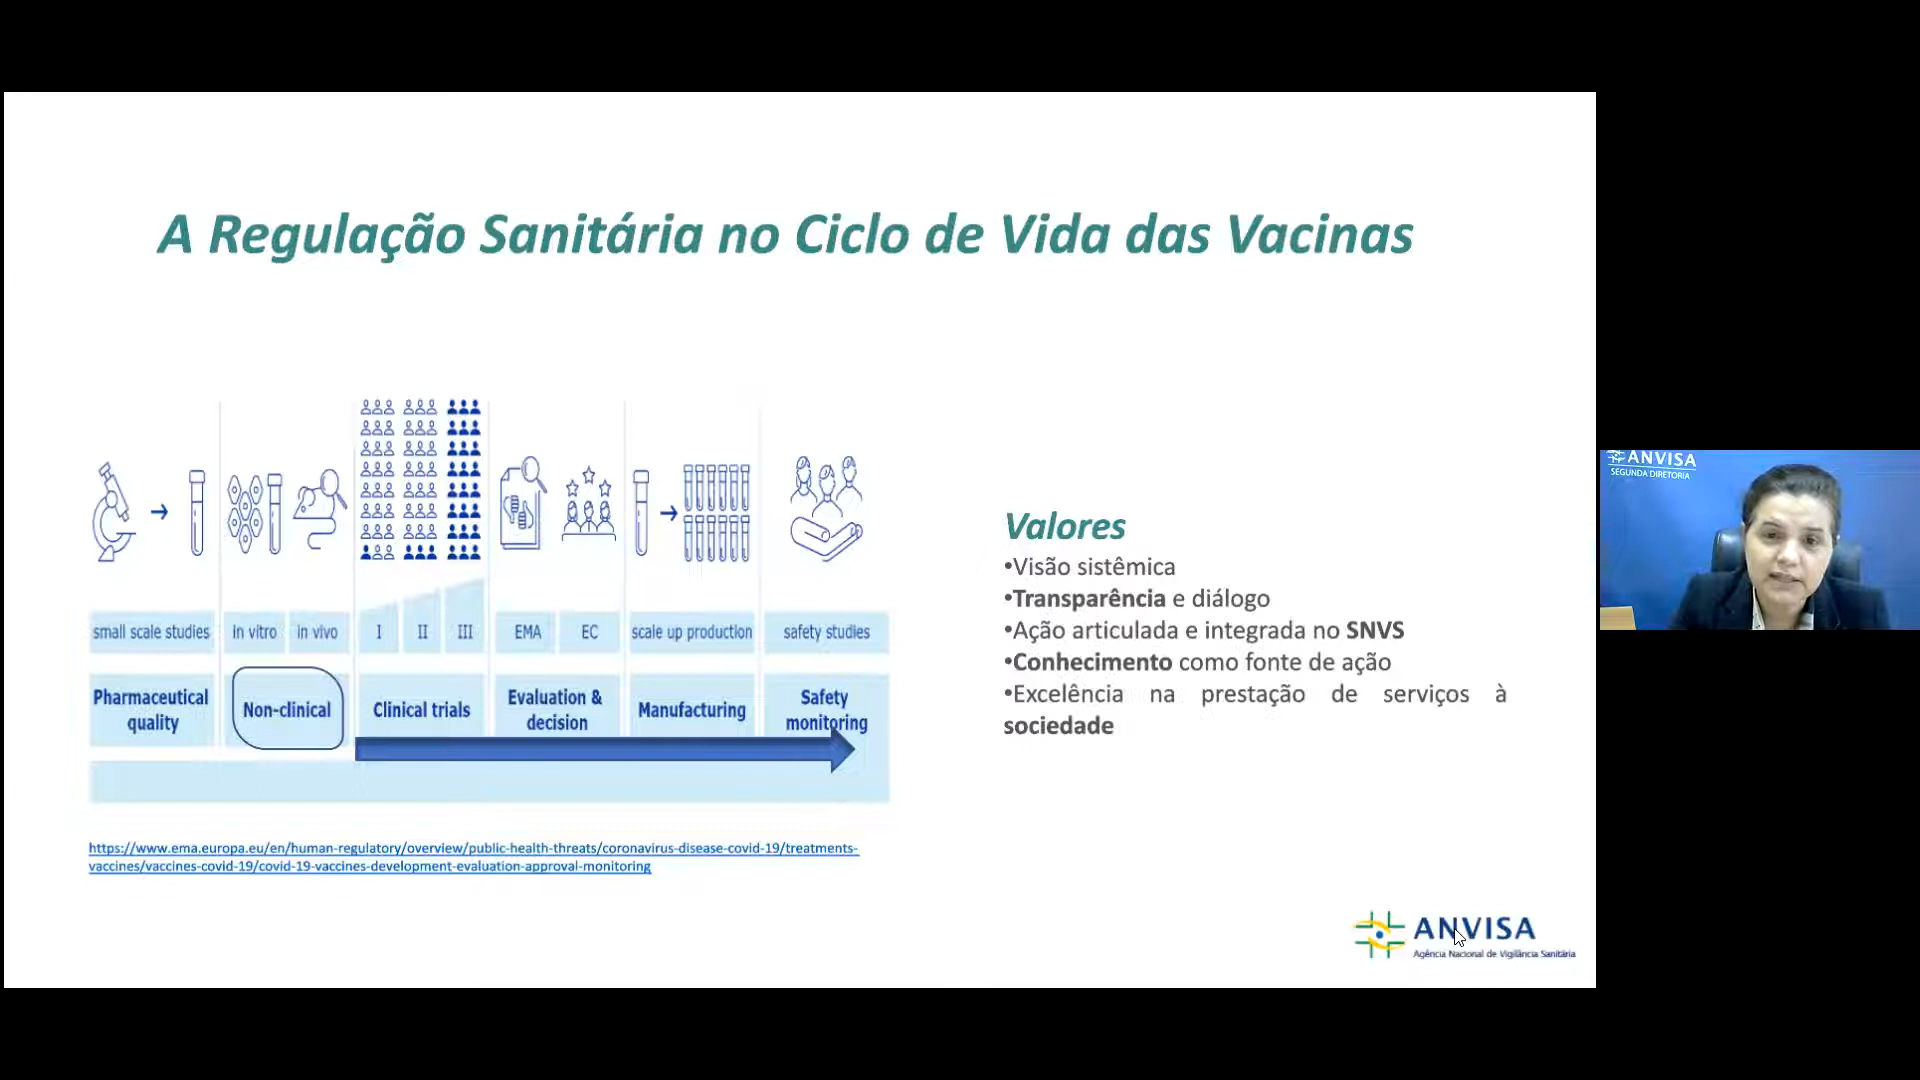 A Regulação Sanitária no Ciclo de Vida das Vacinas
small scale studies
in vitro
in vivo
I
II
III
EMA
EC
scale up production
safety studies
Pharmaceutical
quality
Non-clinical
Clinical trials
Evaluation &
decision
Manufacturing
Safety
monitoring
https://www.ema.europa.eu/en/human-regulatory/overview/public-health-threats/coronavirus-disease-covid-19/treatments-
vaccines/vaccines-covid-19/covid-19-vaccines-development-evaluation-approval-monitoring
Valores
•Visão sistêmica
•Transparência e diálogo
•Ação articulada e integrada no SNVS
•Conhecimento como fonte de ação
•Excelência na prestação de serviços à
sociedade
ANVISA
Agência Nacional de Vigilância Sanitária
ANVISA
SEGUNDA DIRETORIA